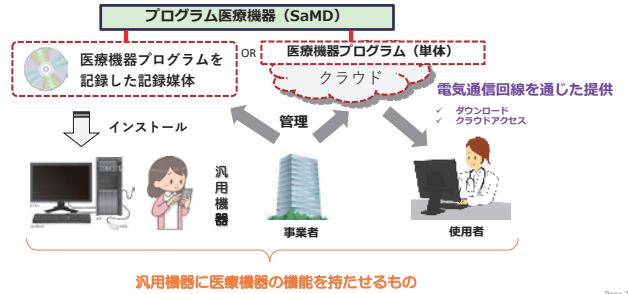 プログラム医療機器（SaMD）
医療機器プログラムを
記録した記録媒体
OR
医療機器プログラム（単体）
クラウド
電気通信回線を通じた提供
✓ ダウンロード
✓ クラウドアクセス
インストール
管理
汎用機器
事業者
使用者
汎用機器に医療機器の機能を持たせるもの